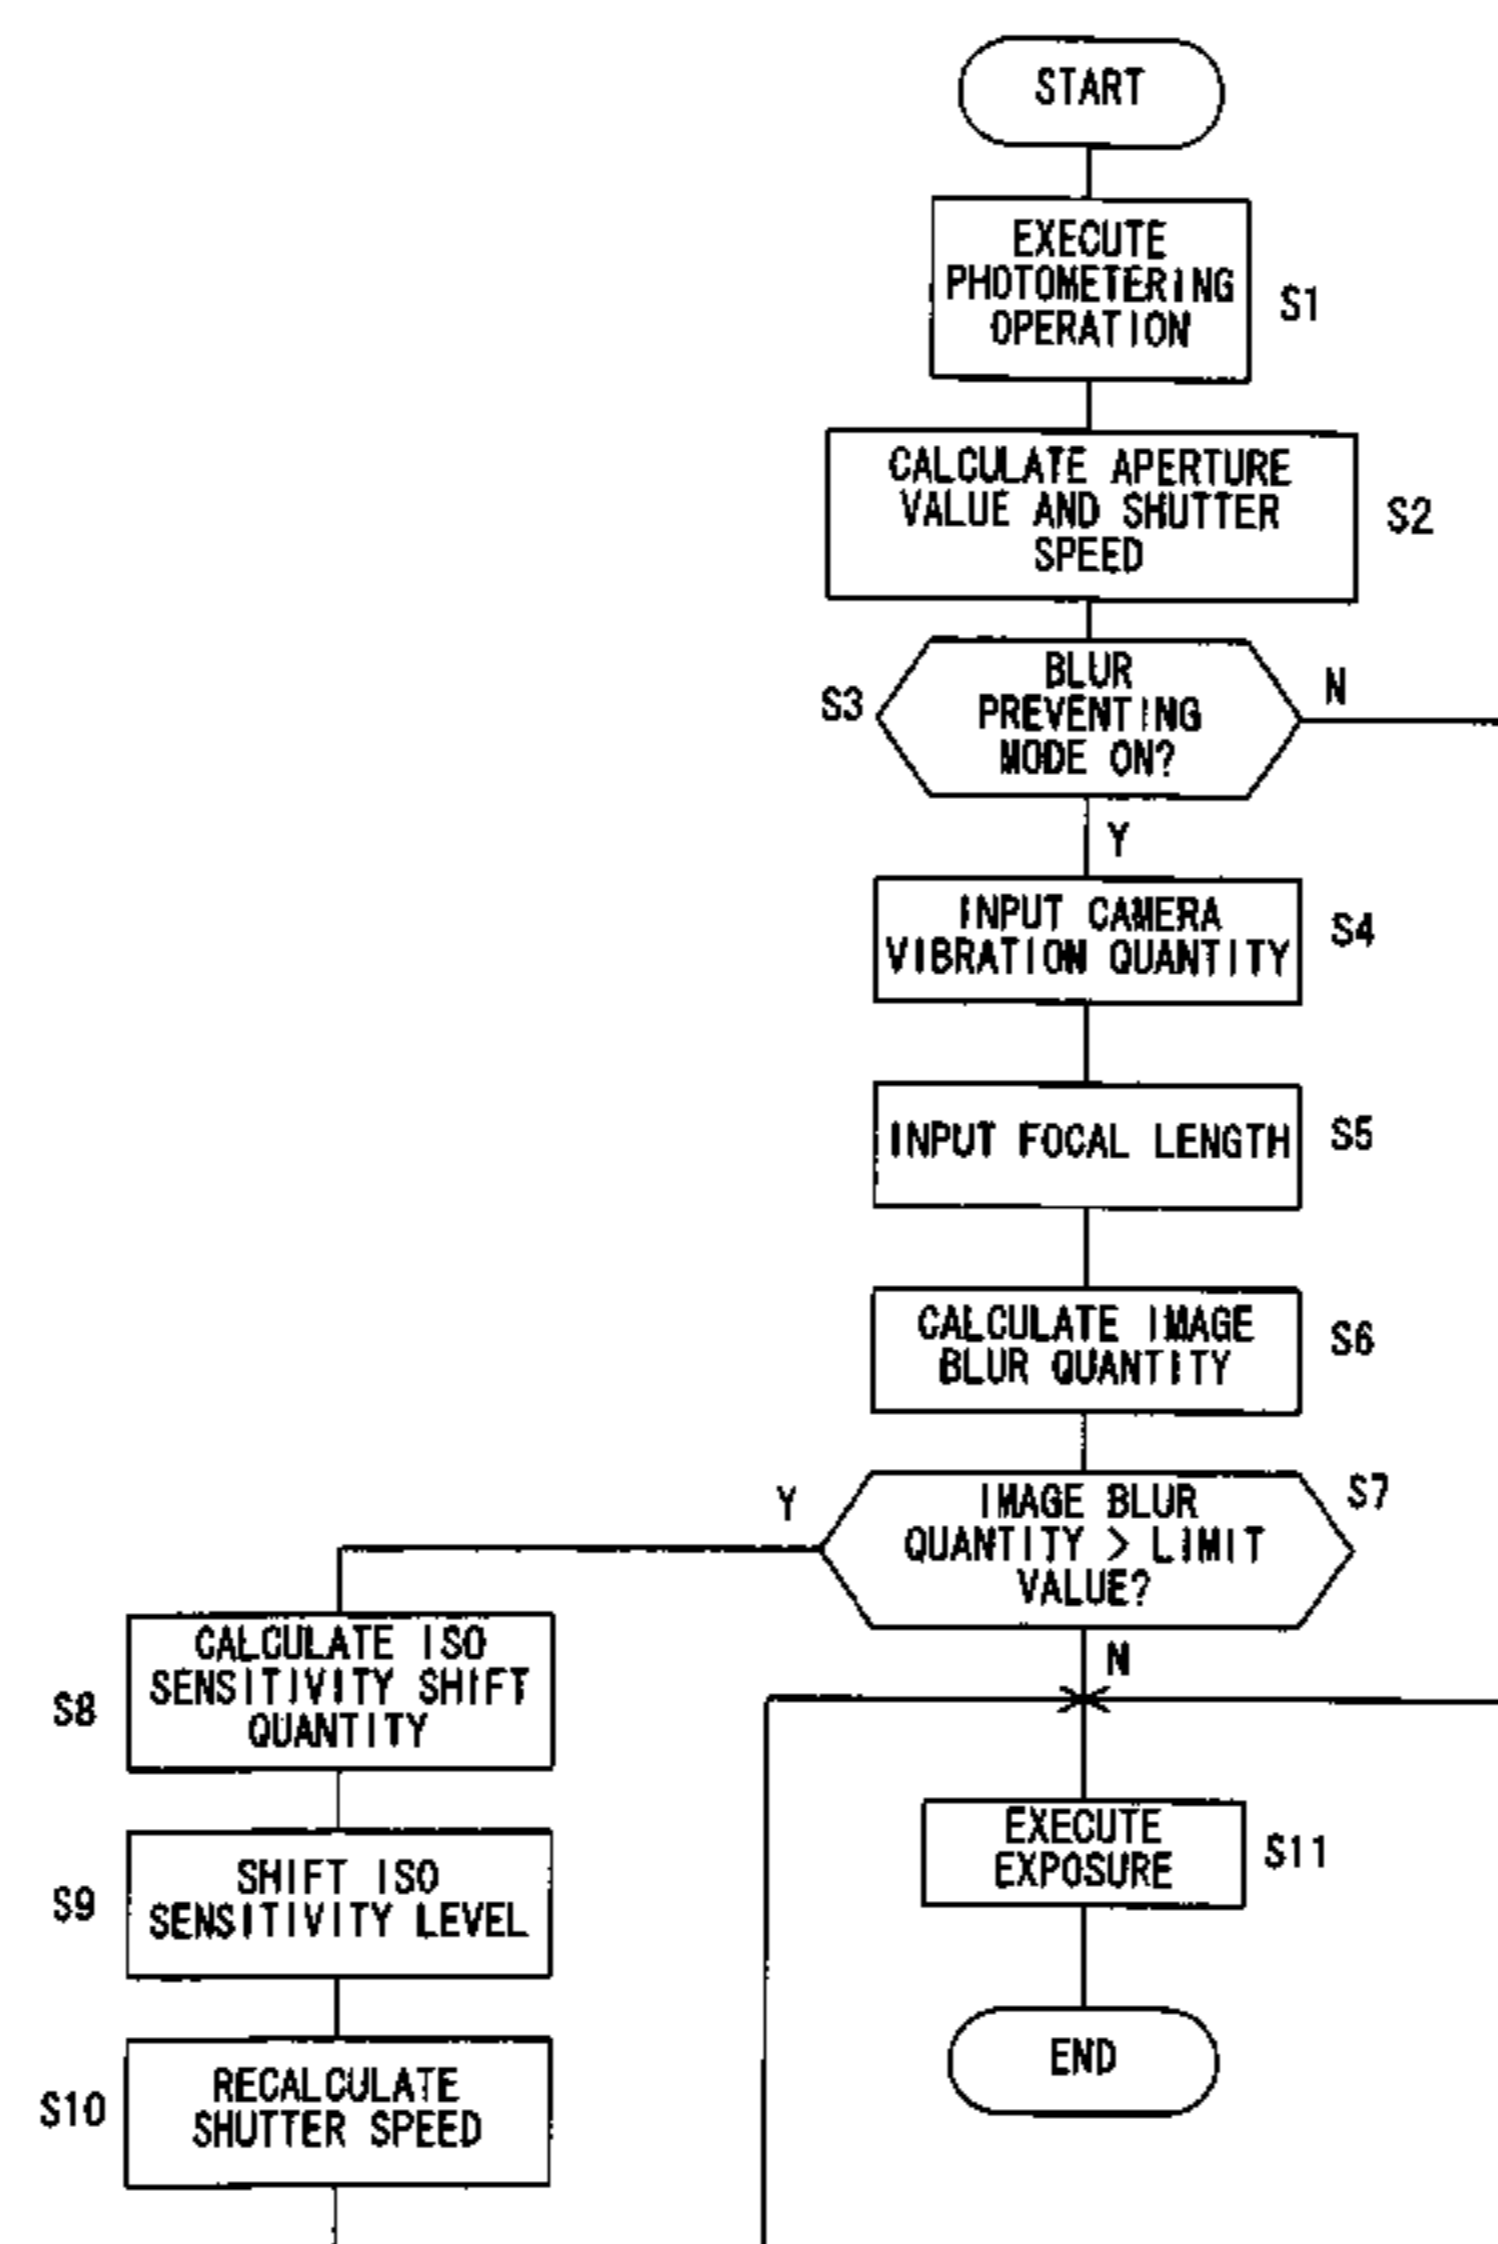 START
EXECUTE
PHOTOMETERING
OPERATION
S1
CALCULATE APERTURE
VALUE AND SHUTTER
SPEED
S2
S3
BLUR
PREVENTING
MODE ON?
N
Y
INPUT CAMERA
VIBRATION QUANTITY
S4
INPUT FOCAL LENGTH
S5
CALCULATE IMAGE
BLUR QUANTITY
S6
IMAGE BLUR
QUANTITY > LIMIT
VALUE?
S7
Y
N
CALCULATE ISO
SENSITIVITY SHIFT
QUANTITY
S8
SHIFT ISO
SENSITIVITY LEVEL
S9
RECALCULATE
SHUTTER SPEED
S10
EXECUTE
EXPOSURE
S11
END